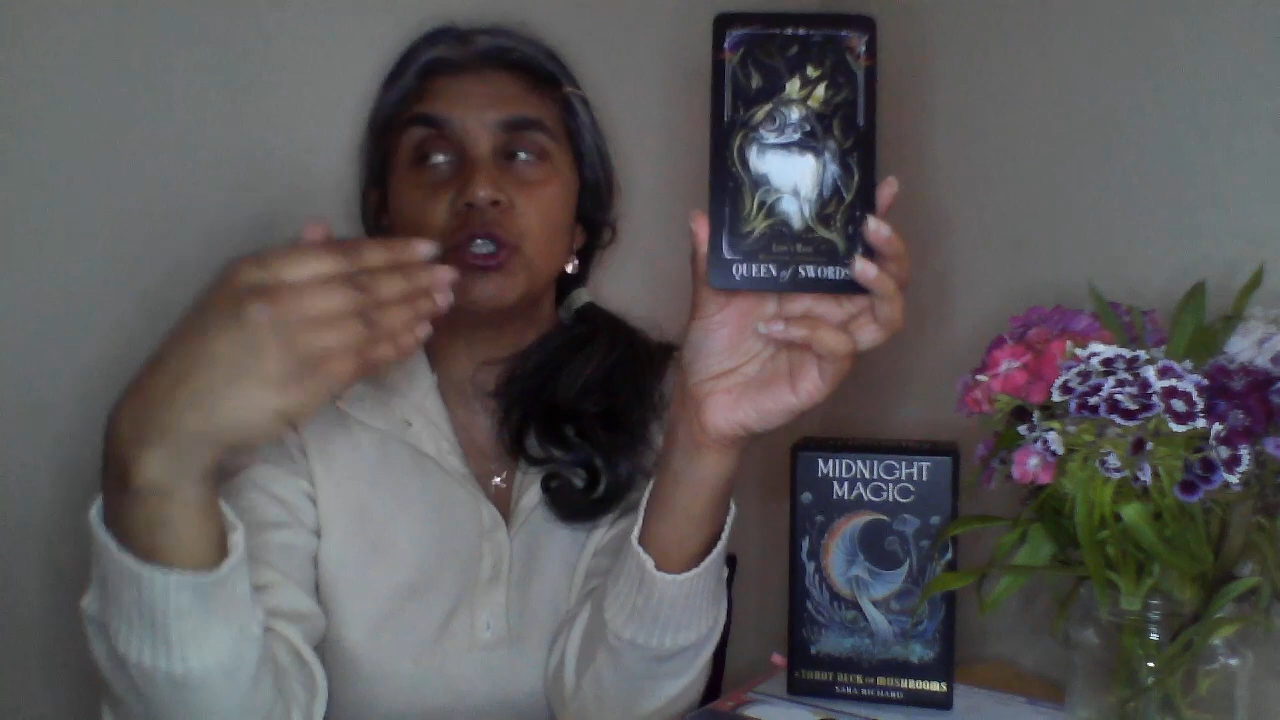 QUEEN of SWORDS
MIDNIGHT
MAGIC
A TAROT DECK of MUSHROOMS
SARA RICHARD